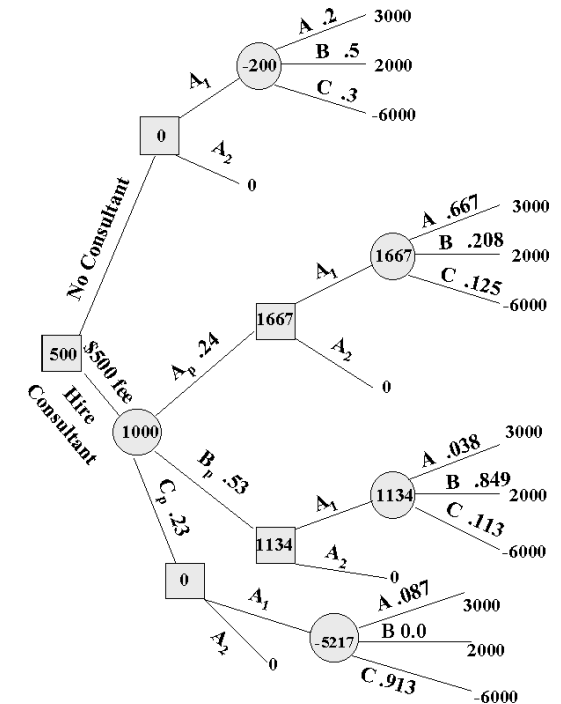 A .2 3000
-200 B .5 2000
C .3 -6000
A1
0
A2
0
No Consultant
A .667 3000
1667 B .208 2000
C .125 -6000
A1
1667
A2
0
Ap .24
500
$500 fee
Hire
Consultant
1000
A .038 3000
1134 B .849 2000
C .113 -6000
Bp .53
A1
1134
A2
0
Cp .23
0
A1
A .087 3000
-5217 B 0.0 2000
C .913 -6000
A2
0